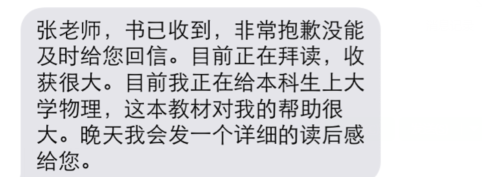 张老师，书已收到，非常抱歉没能
及时给您回信。目前正在拜读，收
获很大。目前我正在给本科生上大
学物理，这本教材对我的帮助很
大。晚天我会发一个详细的读后感
给您。